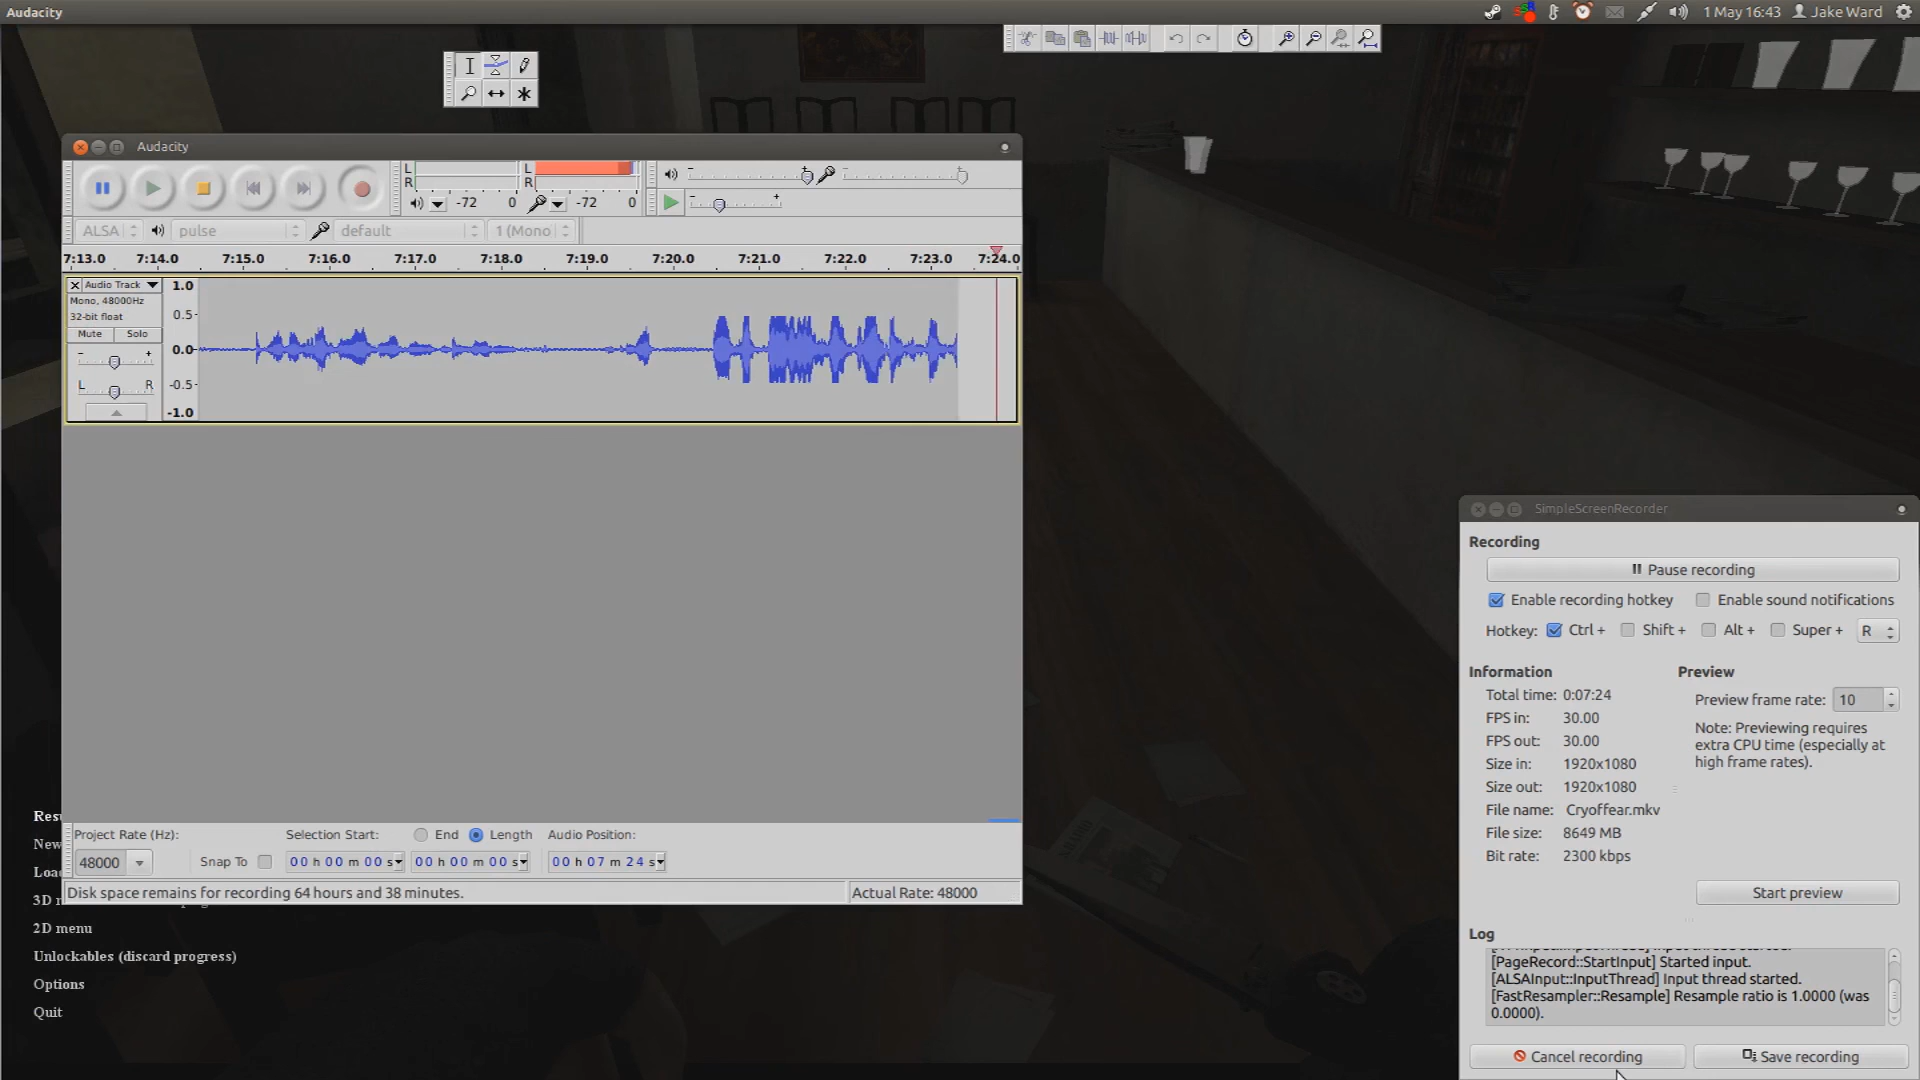 Audacity
1 May 16:43 Jake Ward
Audacity
L
R
L
R
-72 0
-72 0
- +
- +
ALSA pulse default 1 (Mono
7:13.0 7:14.0 7:15.0 7:16.0 7:17.0 7:18.0 7:19.0 7:20.0 7:21.0 7:22.0 7:23.0 7:24.0
X Audio Track
Mono, 48000Hz
32-bit float
Mute Solo
- +
L R
1.0
0.5
0.0
-0.5
-1.0
SimpleScreenRecorder
Recording
Pause recording
Enable recording hotkey Enable sound notifications
Hotkey: Ctrl + Shift + Alt + Super + R
Information Preview
Total time: 0:07:24
Preview frame rate: 10
FPS in: 30.00
FPS out: 30.00
Size in: 1920x1080
Size out: 1920x1080
File name: Cryoffear.mkv
File size: 8649 MB
Bit rate: 2300 kbps
Note: Previewing requires
extra CPU time (especially at
high frame rates).
Start preview
Log
[PageRecord::StartInput] Started input.
[ALSAInput::InputThread] Input thread started.
[FastResampler::Resample] Resample ratio is 1.0000 (was
0.0000).
Cancel recording Save recording
Project Rate (Hz): Selection Start: End Length Audio Position:
48000 Snap To 00 h 00 m 00 s 00 h 00 m 00 s 00 h 07 m 24 s
Disk space remains for recording 64 hours and 38 minutes. Actual Rate: 48000
Res
New
Loa
3D
2D menu
Unlockables (discard progress)
Options
Quit